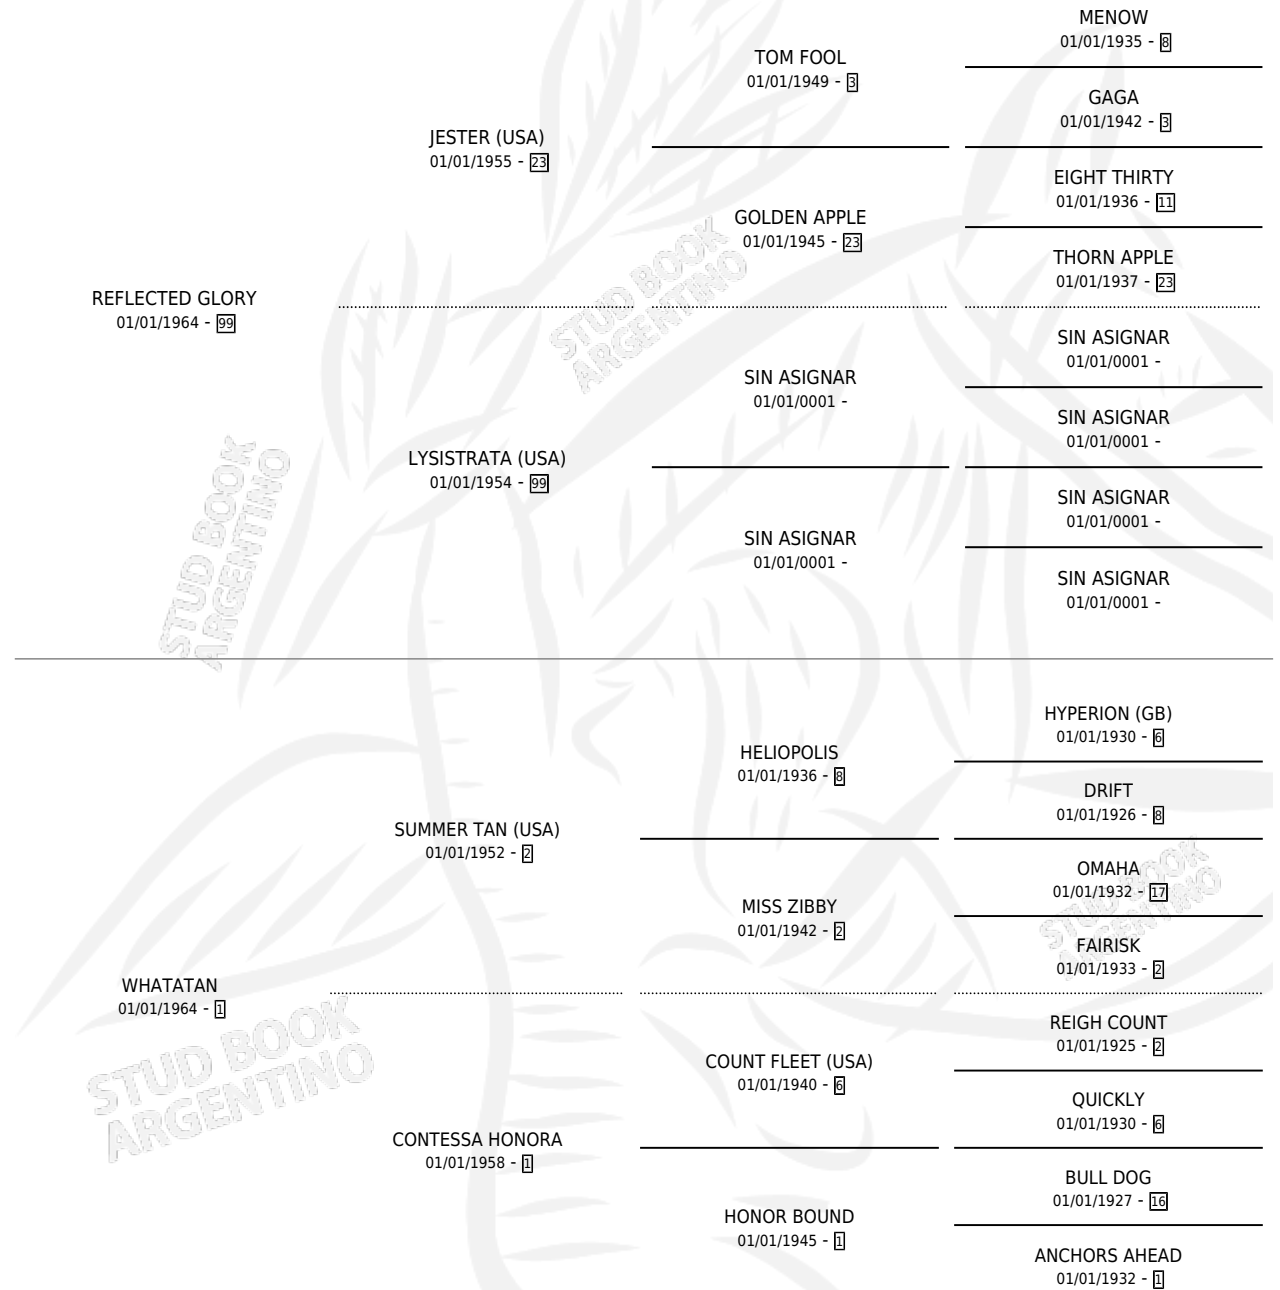 MENOW
01/01/1935 - 8
TOM FOOL
01/01/1949 - 3
GAGA
01/01/1942 - 3
JESTER (USA)
01/01/1955 - 23
EIGHT THIRTY
01/01/1936 - 11
GOLDEN APPLE
01/01/1945 - 23
THORN APPLE
01/01/1937 - 23
REFLECTED GLORY
01/01/1964 - 99
SIN ASIGNAR
01/01/0001 -
SIN ASIGNAR
01/01/0001 -
SIN ASIGNAR
01/01/0001 -
LYSISTRATA (USA)
01/01/1954 - 99
SIN ASIGNAR
01/01/0001 -
SIN ASIGNAR
01/01/0001 -
SIN ASIGNAR
01/01/0001 -
STUD BOOK
ARGENTINO
STUD BOOK
ARGENTINO
HYPERION (GB)
01/01/1930 - 6
HELIOPOLIS
01/01/1936 - 8
DRIFT
01/01/1926 - 8
SUMMER TAN (USA)
01/01/1952 - 2
OMAHA
01/01/1932 - 17
MISS ZIBBY
01/01/1942 - 2
FAIRISK
01/01/1933 - 2
WHATATAN
01/01/1964 - 1
REIGH COUNT
01/01/1925 - 2
COUNT FLEET (USA)
01/01/1940 - 6
QUICKLY
01/01/1930 - 6
CONTESSA HONORA
01/01/1958 - 1
BULL DOG
01/01/1927 - 16
HONOR BOUND
01/01/1945 - 1
ANCHORS AHEAD
01/01/1932 - 1
STUD BOOK
ARGENTINO
STUD BOOK
ARGENTINO